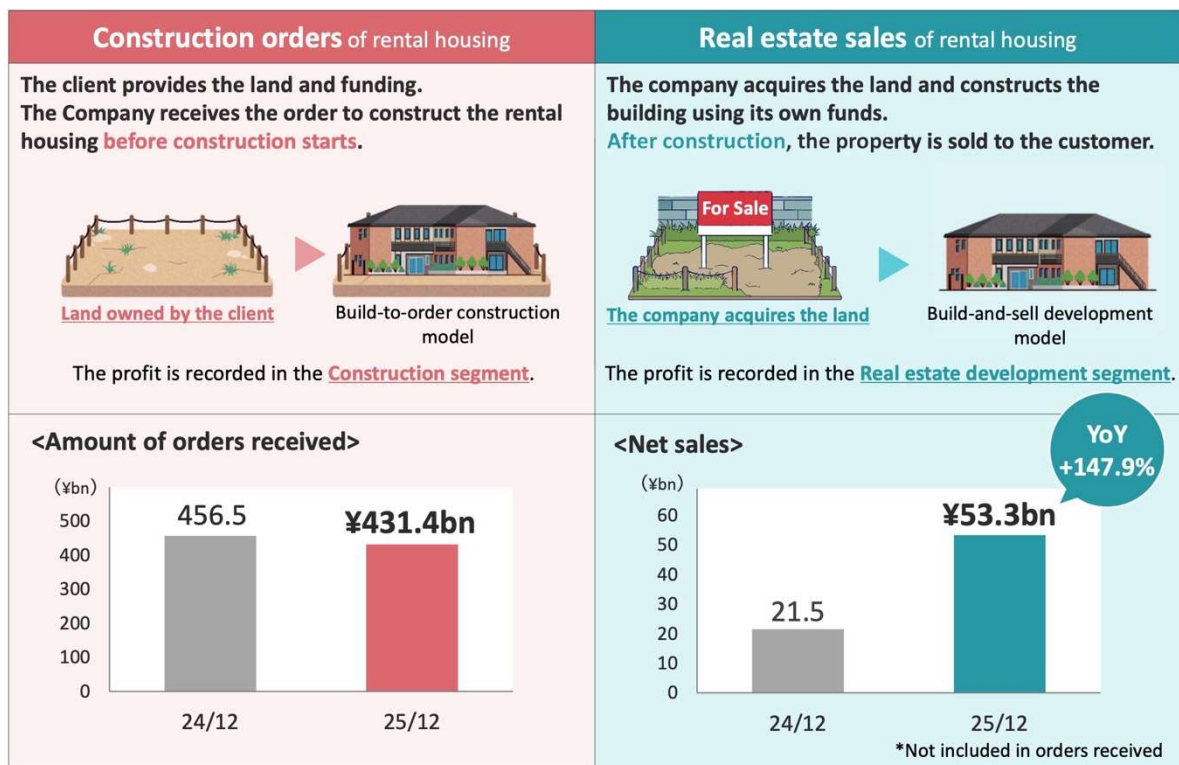 Construction orders of rental housing
The client provides the land and funding.
The Company receives the order to construct the rental
housing before construction starts.
Land owned by the client
Build-to-order construction
model
The profit is recorded in the Construction segment.
<Amount of orders received>
(¥bn)
500
400
300
200
100
0
456.5
¥431.4bn
24/12
25/12
Real estate sales of rental housing
The company acquires the land and constructs the
building using its own funds.
After construction, the property is sold to the customer.
For Sale
The company acquires the land
Build-and-sell development
model
The profit is recorded in the Real estate development segment.
<Net sales>
YoY
+147.9%
(¥bn)
60
50
40
30
20
10
0
21.5
¥53.3bn
24/12
25/12
*Not included in orders received